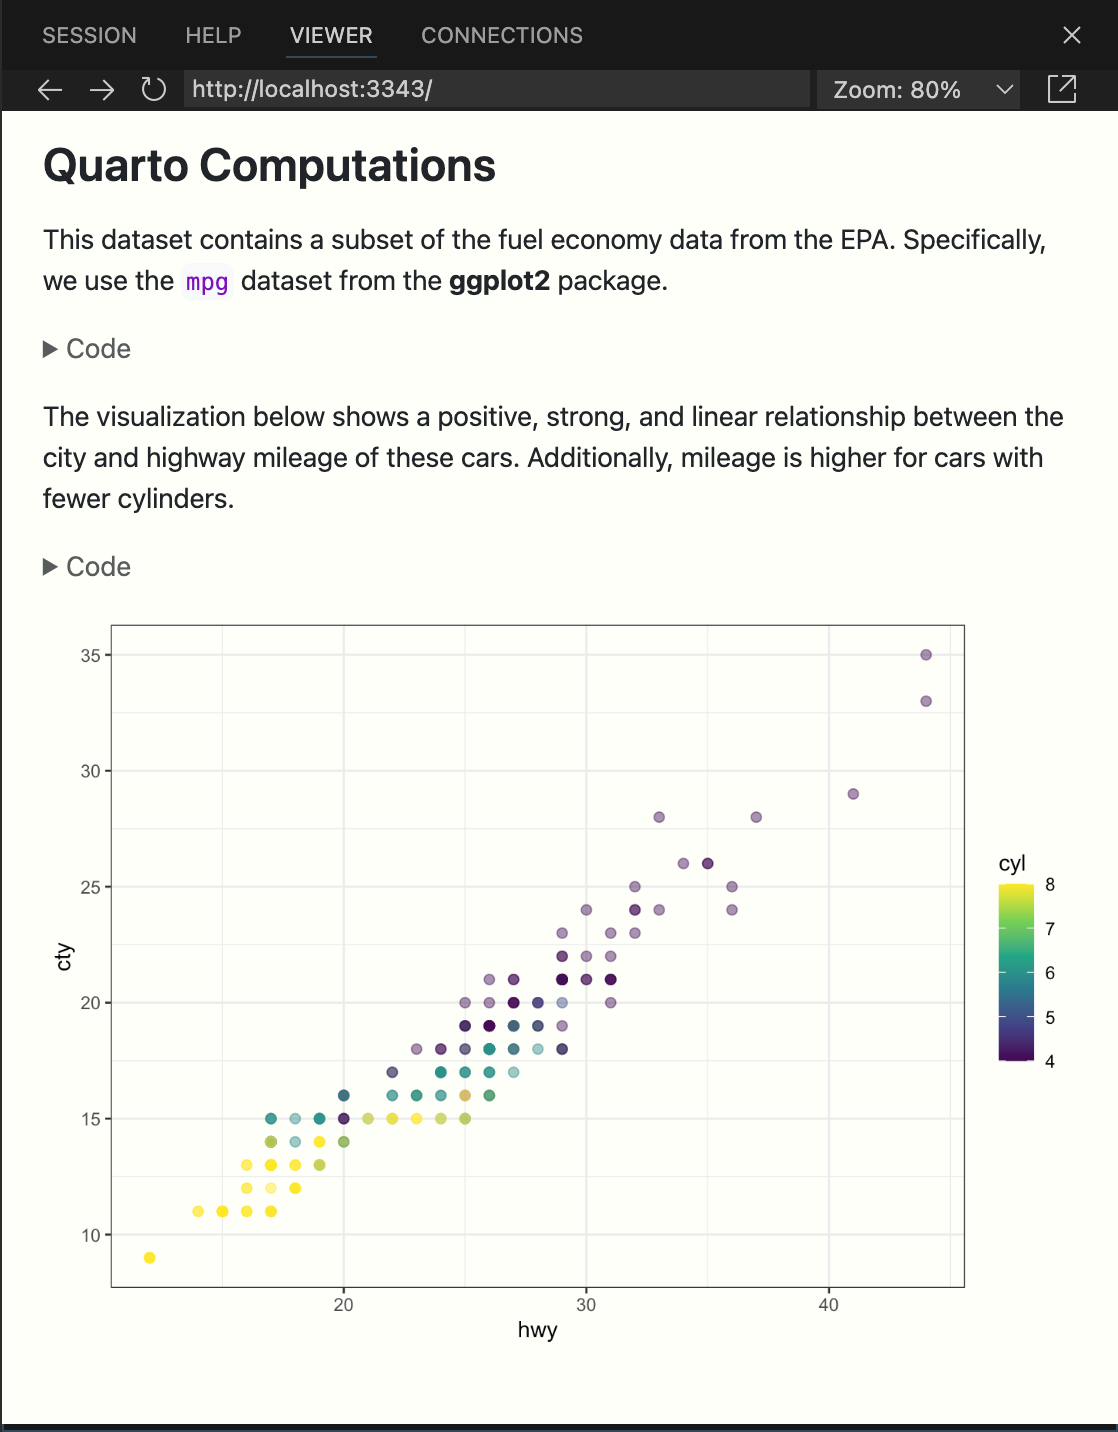 SESSION HELP VIEWER CONNECTIONS
http://localhost:3343/ Zoom: 80%
Quarto Computations
This dataset contains a subset of the fuel economy data from the EPA. Specifically,
we use the mpg dataset from the ggplot2 package.
Code
The visualization below shows a positive, strong, and linear relationship between the
city and highway mileage of these cars. Additionally, mileage is higher for cars with
fewer cylinders.
Code
35
30
25
20
15
10
cty
20 30 40
hwy
cyl
8
7
6
5
4